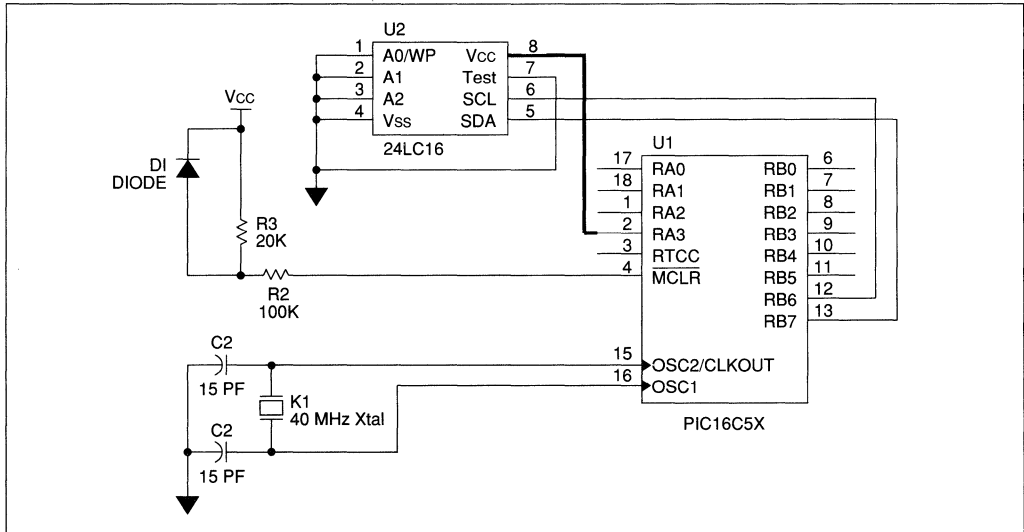 U2
1 A0/WP VCC 8
2 A1 Test 7
3 A2 SCL 6
4 VSS SDA 5
24LC16
VCC
DI
DIODE
R3
20K
R2
100K
U1
17 RA0 RB0 6
18 RA1 RB1 7
1 RA2 RB2 8
2 RA3 RB3 9
3 RTCC RB4 10
4 MCLR RB5 11
RB6 12
RB7 13
15 OSC2/CLKOUT
16 OSC1
PIC16C5X
C2
15 PF
K1
40 MHz Xtal
C2
15 PF